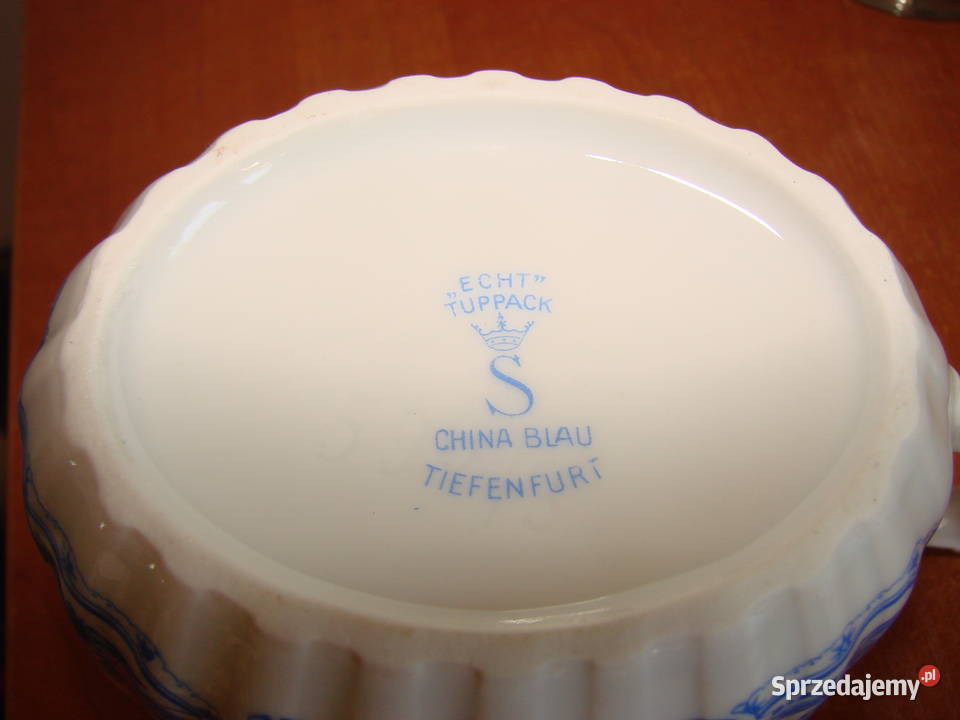 „ECHT”
TUPPACK
S
CHINA BLAU
TIEFENFURT
Sprzedajemy.pl